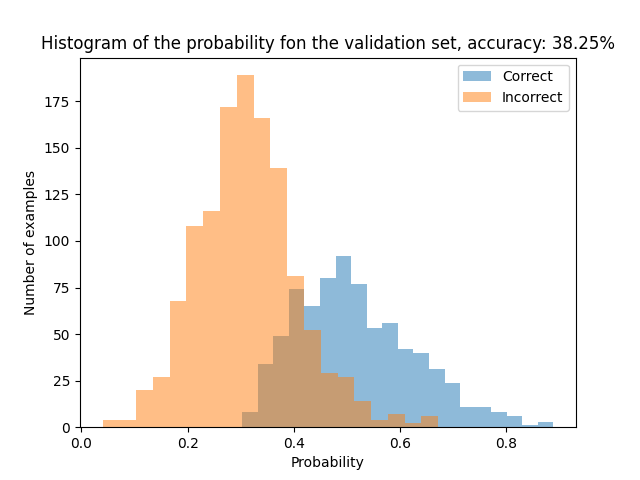 Histogram of the probability fon the validation set, accuracy: 38.25%
Correct
Incorrect
Number of examples
175
150
125
100
75
50
25
0
0.0 0.2 0.4 0.6 0.8
Probability